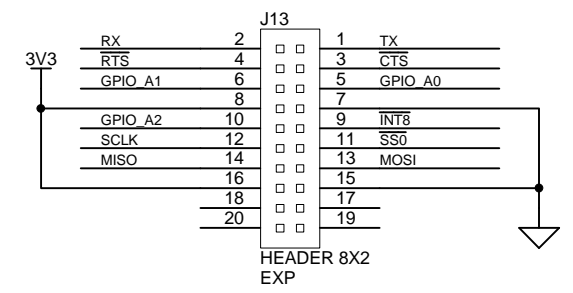 J13
RX 2 1 TX
3V3 RTS 4 3 CTS
GPIO_A1 6 5 GPIO_A0
8 7
GPIO_A2 10 9 INT8
SCLK 12 11 SS0
MISO 14 13 MOSI
16 15
18 17
20 19
HEADER 8X2
EXP